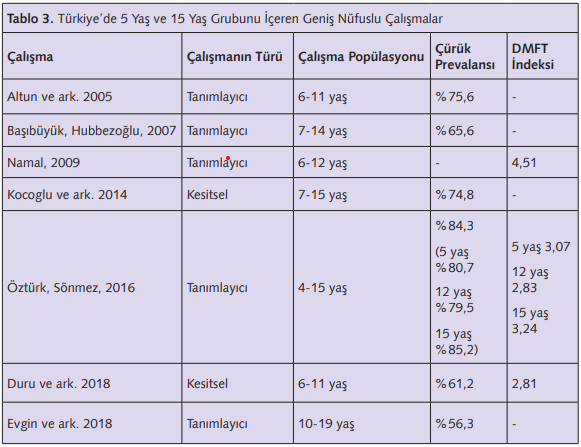 Tablo 3. Türkiye'de 5 Yaş ve 15 Yaş Grubunu İçeren Geniş Nüfuslu Çalışmalar
Çalışma Çalışmanın Türü Çalışma Popülasyonu Çürük Prevalansı DMFT İndeksi
Altun ve ark. 2005 Tanımlayıcı 6-11 yaş %75,6 -
Başıbüyük, Hubbezoğlu, 2007 Tanımlayıcı 7-14 yaş %65,6 -
Namal, 2009 Tanımlayıcı 6-12 yaş - 4,51
Kocoglu ve ark. 2014 Kesitsel 7-15 yaş %74,8 -
Öztürk, Sönmez, 2016 Tanımlayıcı 4-15 yaş
%84,3
(5 yaş
%80,7
12 yaş
%79,5
15 yaş
%85,2)
5 yaş 3,07
12 yaş
2,83
15 yaş
3,24
Duru ve ark. 2018 Kesitsel 6-11 yaş %61,2 2,81
Evgin ve ark. 2018 Tanımlayıcı 10-19 yaş %56,3 -